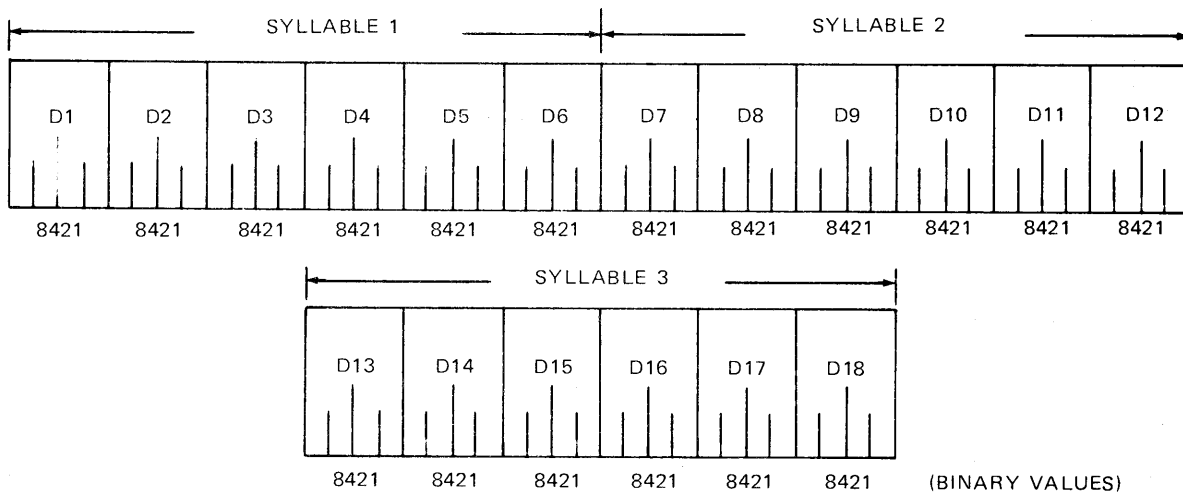 SYLLABLE 1 SYLLABLE 2
D1 D2 D3 D4 D5 D6 D7 D8 D9 D10 D11 D12
8421 8421 8421 8421 8421 8421 8421 8421 8421 8421 8421 8421
SYLLABLE 3
D13 D14 D15 D16 D17 D18
8421 8421 8421 8421 8421 8421 (BINARY VALUES)